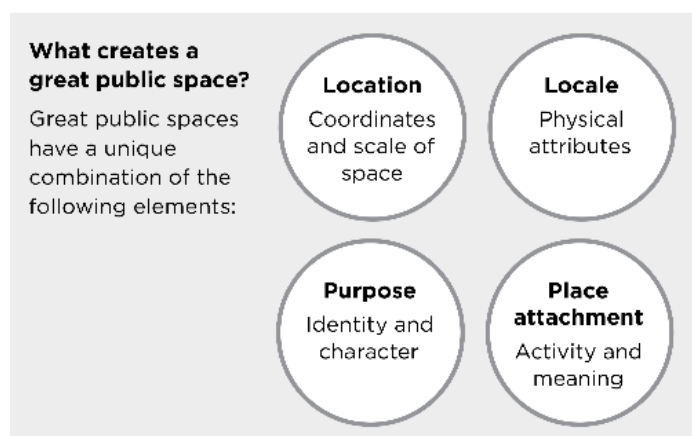 What creates a
great public space?
Great public spaces
have a unique
combination of the
following elements:
Location
Coordinates
and scale of
space
Locale
Physical
attributes
Purpose
Identity and
character
Place
attachment
Activity and
meaning